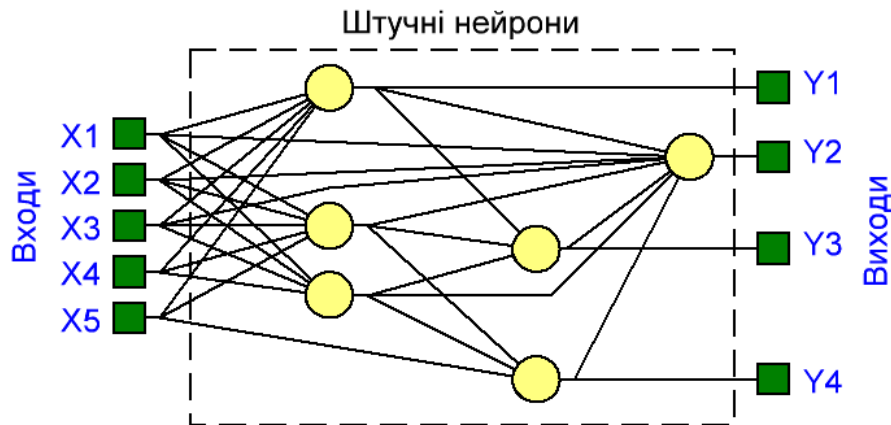 Штучні нейрони
Входи
X1
X2
X3
X4
X5
Y1
Y2
Y3
Y4
Виходи